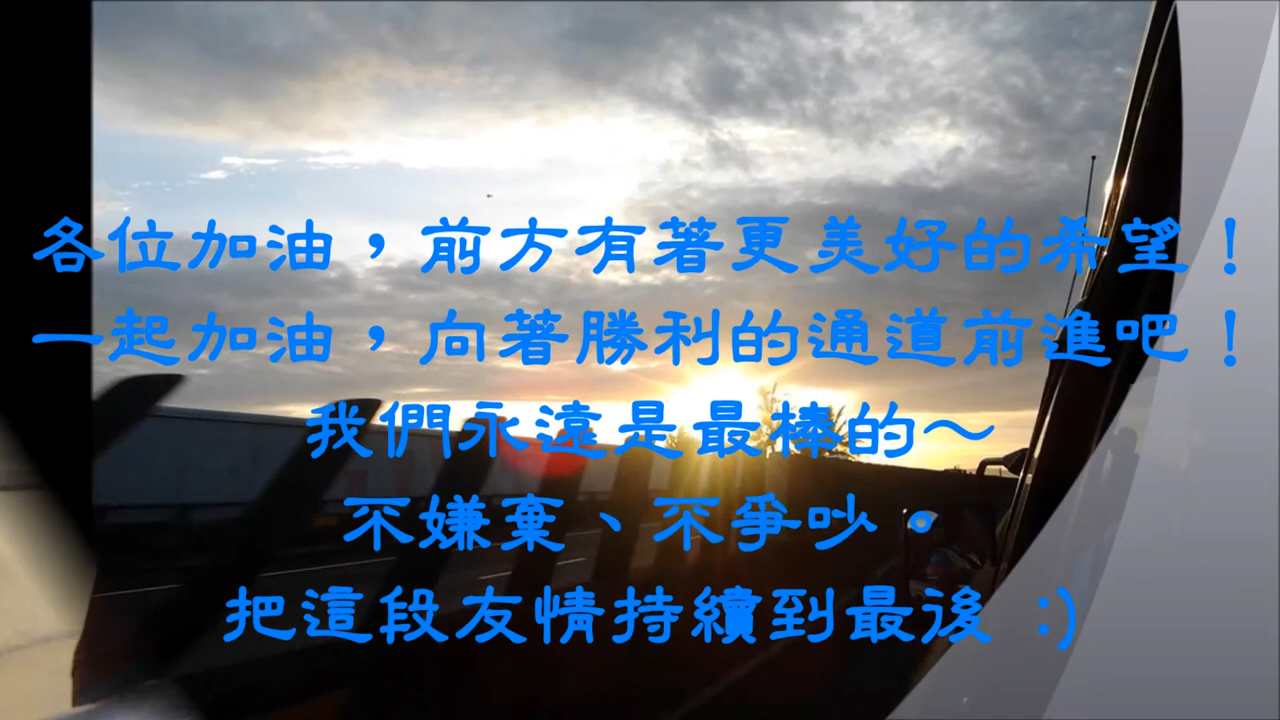 各位加油，前方有著更美好的希望！
一起加油，向著勝利的通道前進吧！
我們永遠是最棒的～
不嫌棄、不爭吵。
把這段友情持續到最後 :)